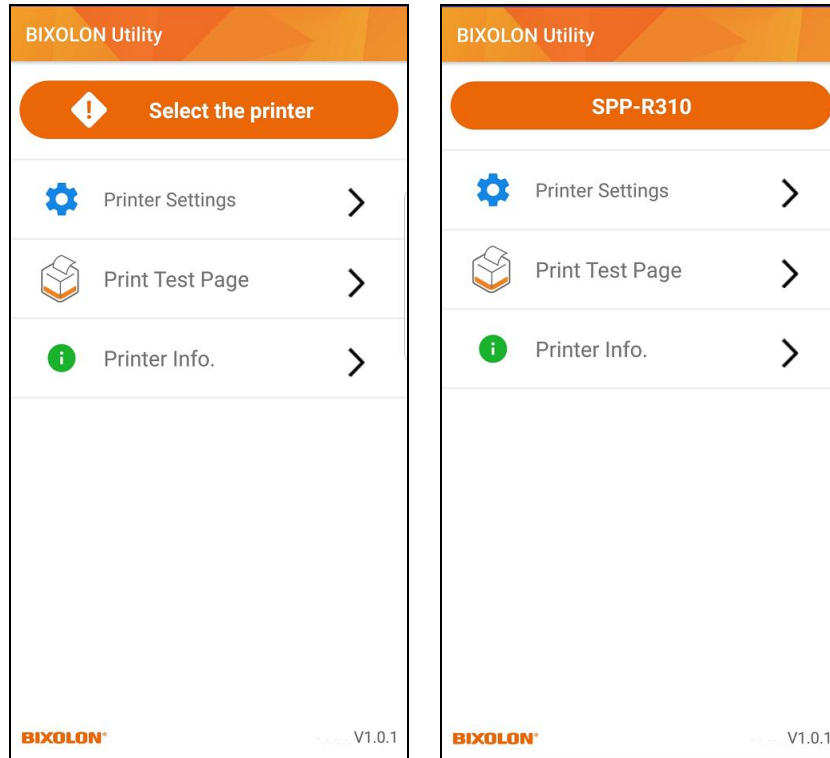 BIXOLON Utility
Select the printer
Printer Settings
Print Test Page
Printer Info.
BIXOLON®
V1.0.1
BIXOLON Utility
SPP-R310
Printer Settings
Print Test Page
Printer Info.
BIXOLON®
V1.0.1